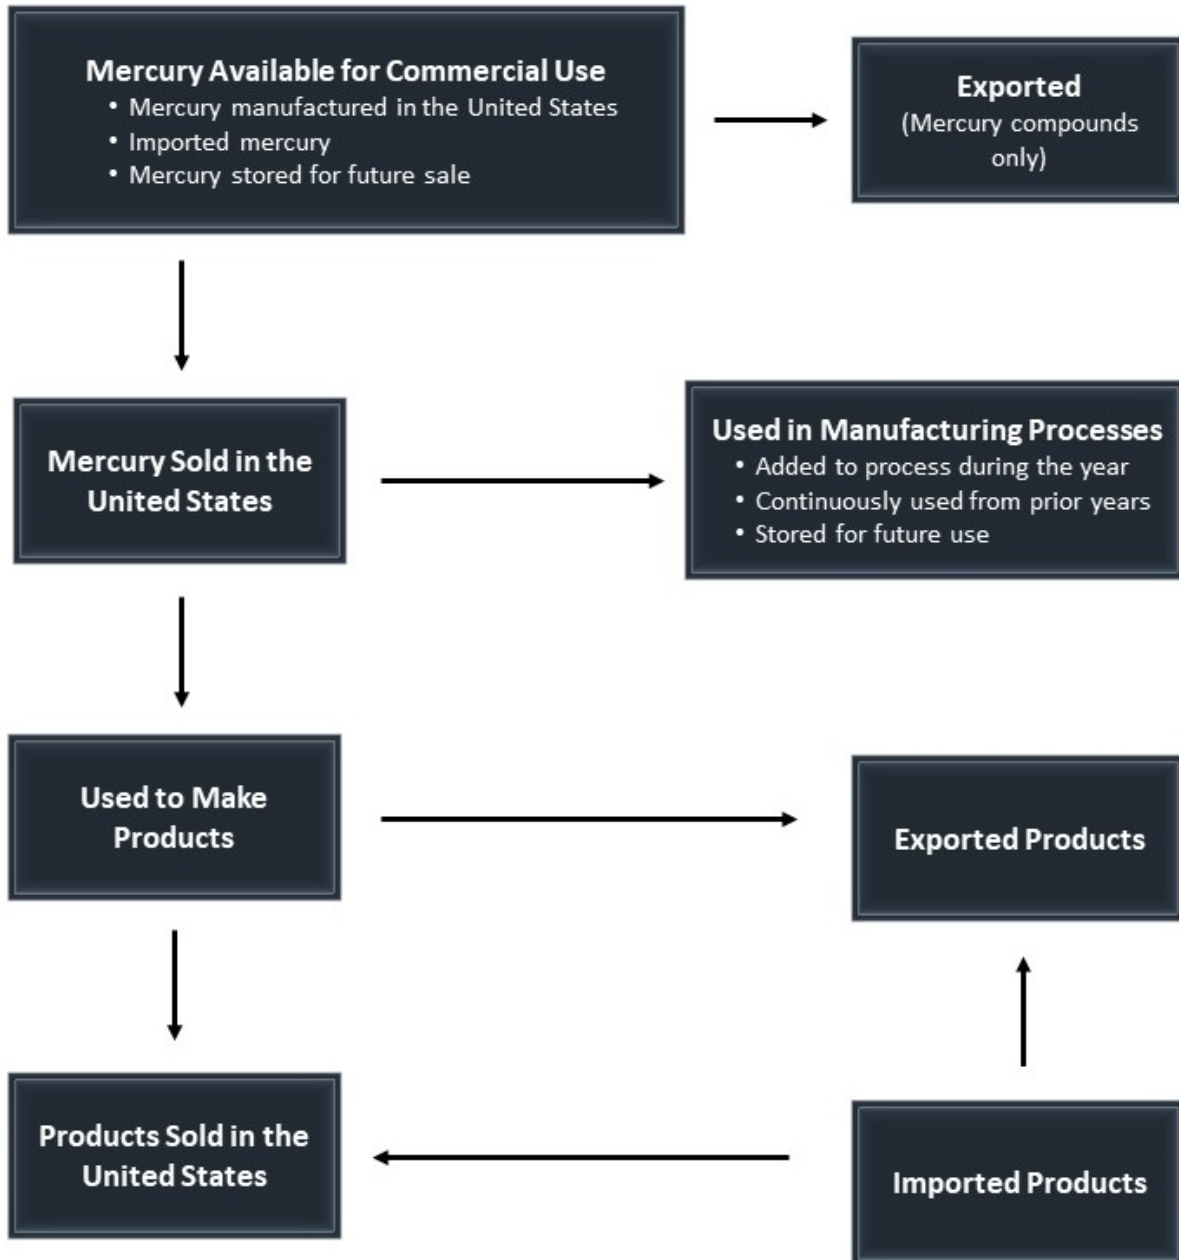 Mercury Available for Commercial Use
• Mercury manufactured in the United States
• Imported mercury
• Mercury stored for future sale
Exported
(Mercury compounds
only)
Mercury Sold in the
United States
Used in Manufacturing Processes
• Added to process during the year
• Continuously used from prior years
• Stored for future use
Used to Make
Products
Exported Products
Products Sold in the
United States
Imported Products